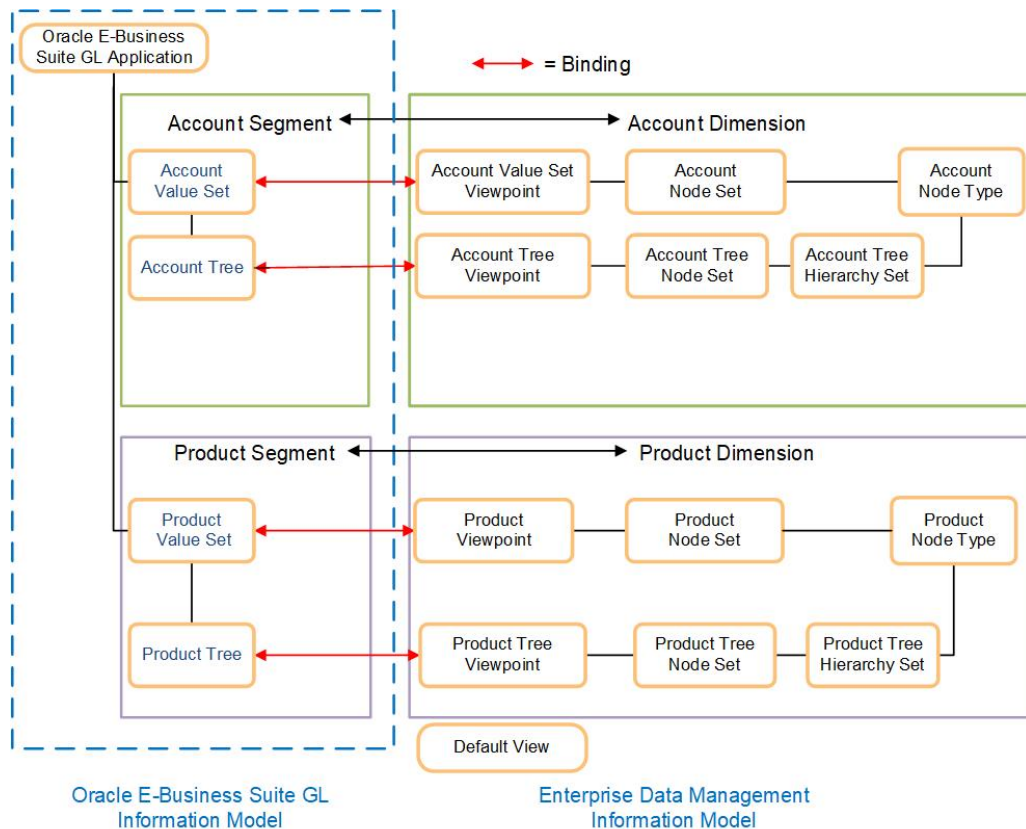 Oracle E-Business
Suite GL Application
= Binding
Account Segment
Account Dimension
Account
Value Set
Account Value Set
Viewpoint
Account
Node Set
Account
Node Type
Account Tree
Account Tree
Viewpoint
Account Tree
Node Set
Account Tree
Hierarchy Set
Product Segment
Product Dimension
Product
Value Set
Product
Viewpoint
Product
Node Set
Product
Node Type
Product Tree
Product Tree
Viewpoint
Product Tree
Node Set
Product Tree
Hierarchy Set
Default View
Oracle E-Business Suite GL
Information Model
Enterprise Data Management
Information Model